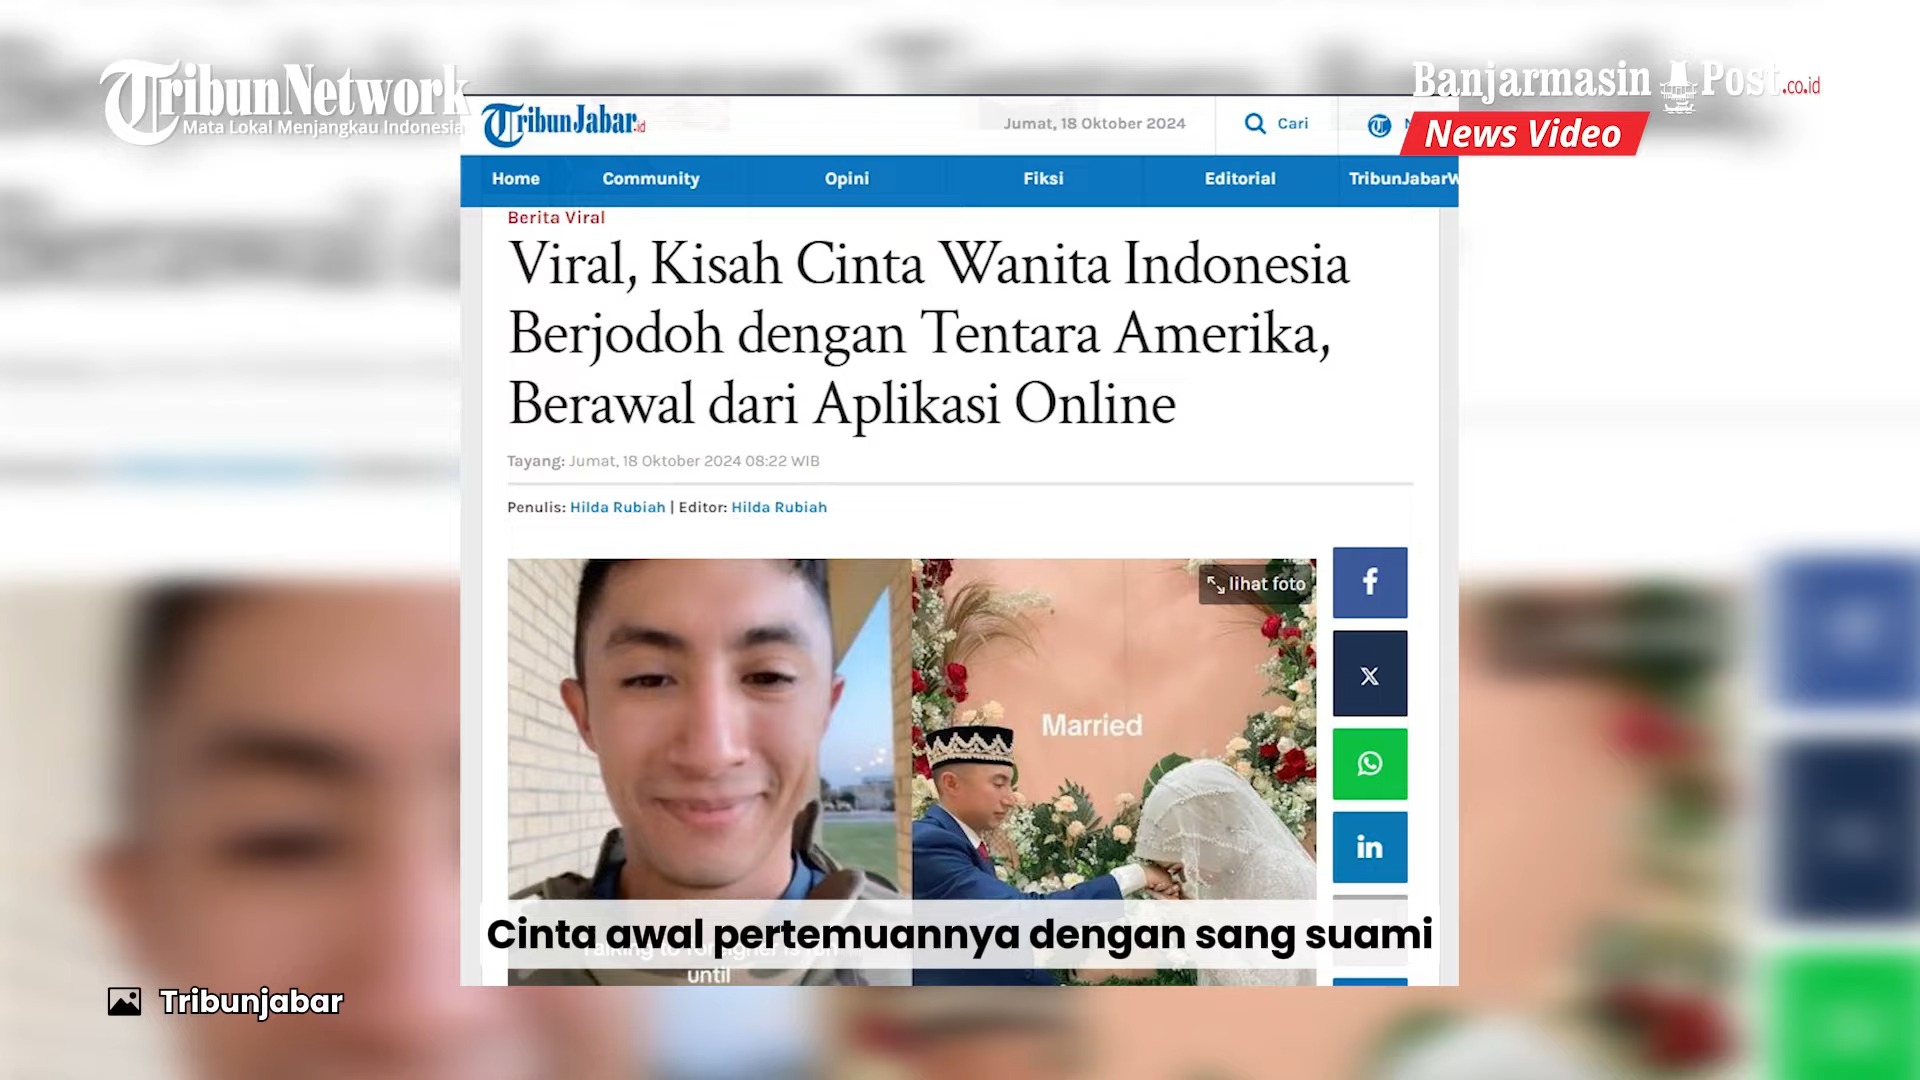 TribunNetwork
Mata Lokal Menjangkau Indonesia
Banjarmasin Post.co.id
News Video
TribunJabar.id
Jumat, 18 Oktober 2024
Cari
Home
Community
Opini
Fiksi
Editorial
TribunJabarW
Berita Viral
Viral, Kisah Cinta Wanita Indonesia
Berjodoh dengan Tentara Amerika,
Berawal dari Aplikasi Online
Tayang: Jumat, 18 Oktober 2024 08:22 WIB
Penulis: Hilda Rubiah | Editor: Hilda Rubiah
lihat foto
Married
Cinta awal pertemuannya dengan sang suami
until
Tribunjabar